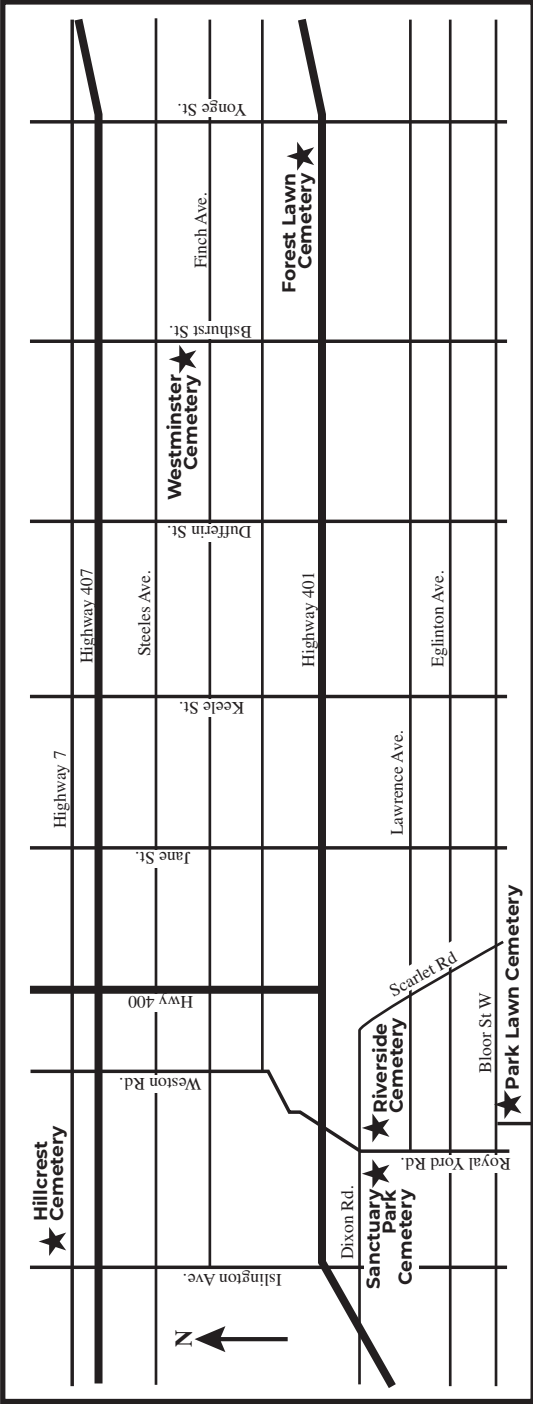 Yonge St.
Finch Ave.
Forest Lawn
Cemetery
Bsthurst St.
Westminster
Cemetery
Dufferin St.
Highway 407
Steeles Ave.
Highway 401
Eglinton Ave.
Keele St.
Highway 7
Lawrence Ave.
Jane St.
Hwy 400
Scarlet Rd
Weston Rd.
Riverside
Cemetery
Bloor St W
Park Lawn Cemetery
Hillcrest
Cemetery
Royal Yord Rd.
Dixon Rd.
Sanctuary
Park
Cemetery
Islington Ave.
N